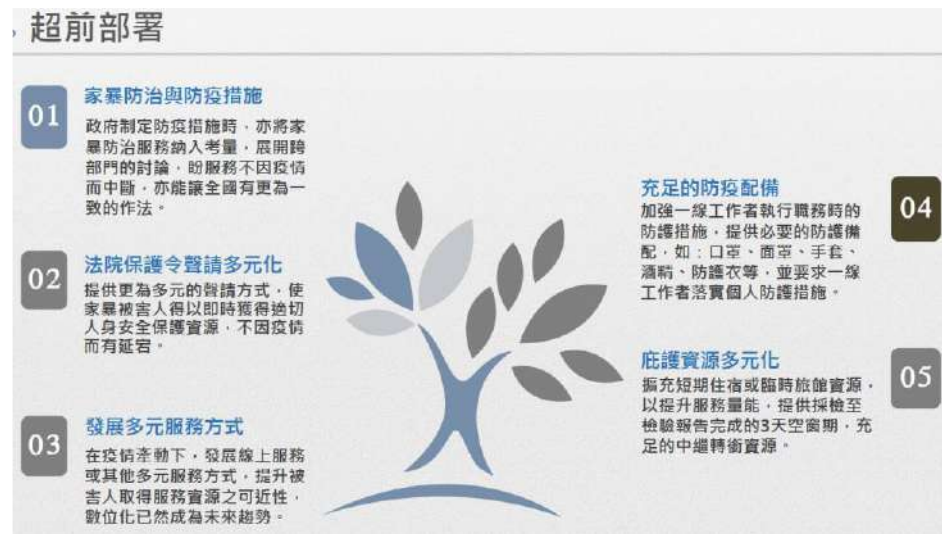 超前部署
01
家暴防治與防疫措施
政府制定防疫措施時，亦將家
暴防治服務納入考量，展開跨
部門的討論，盼服務不因疫情
而中斷，亦能讓全國有更為一
致的作法。
02
法院保護令聲請多元化
提供更為多元的聲請方式，使
家暴被害人得以即時獲得適切
人身安全保護資源，不因疫情
而有延宕。
03
發展多元服務方式
在疫情牽動下，發展線上服務
或其他多元服務方式，提升被
害人取得服務資源之可近性，
數位化已然成為未來趨勢。
充足的防疫配備
04
加強一線工作者執行職務時的
防護措施，提供必要的防護備
配，如：口罩、面罩、手套、
酒精、防護衣等，並要求一線
工作者落實個人防護措施。
庇護資源多元化
05
擴充短期住宿或臨時旅館資源，
以提升服務量能，提供採檢至
檢驗報告完成的3天空窗期，充
足的中繼轉銜資源。